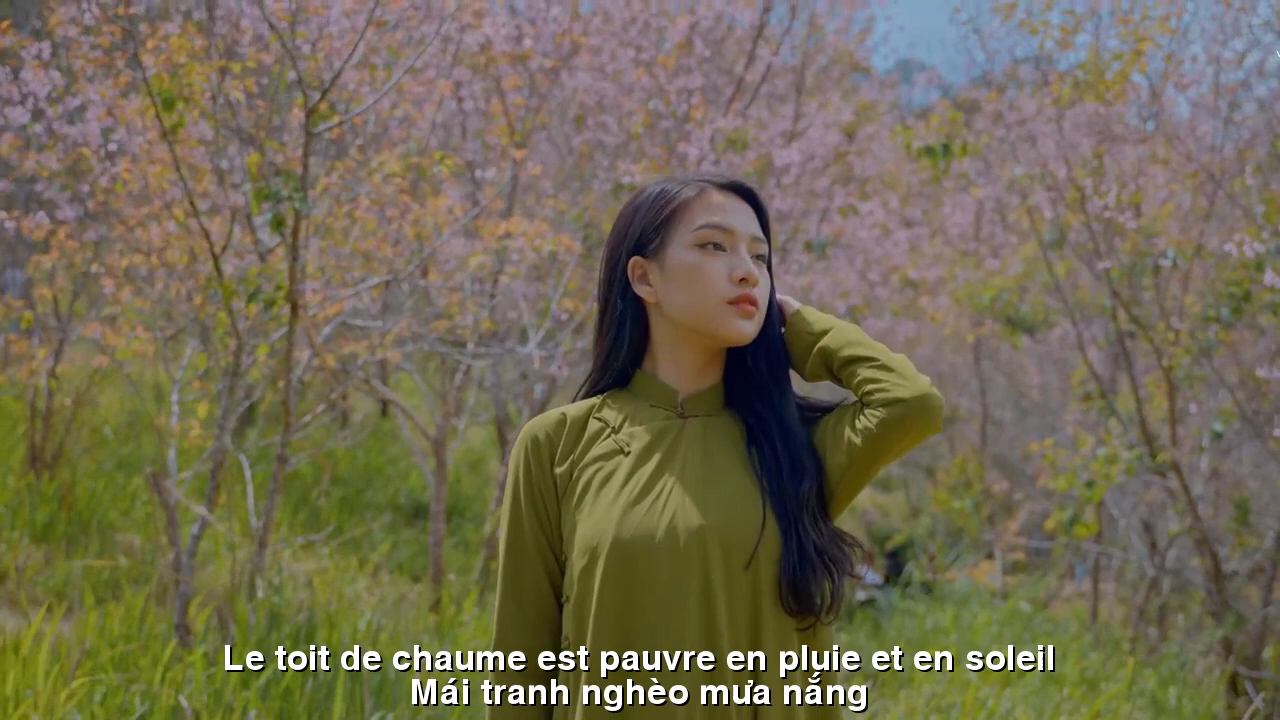 Le toit de chaume est pauvre en pluie et en soleil
Mái tranh nghèo mưa nắng